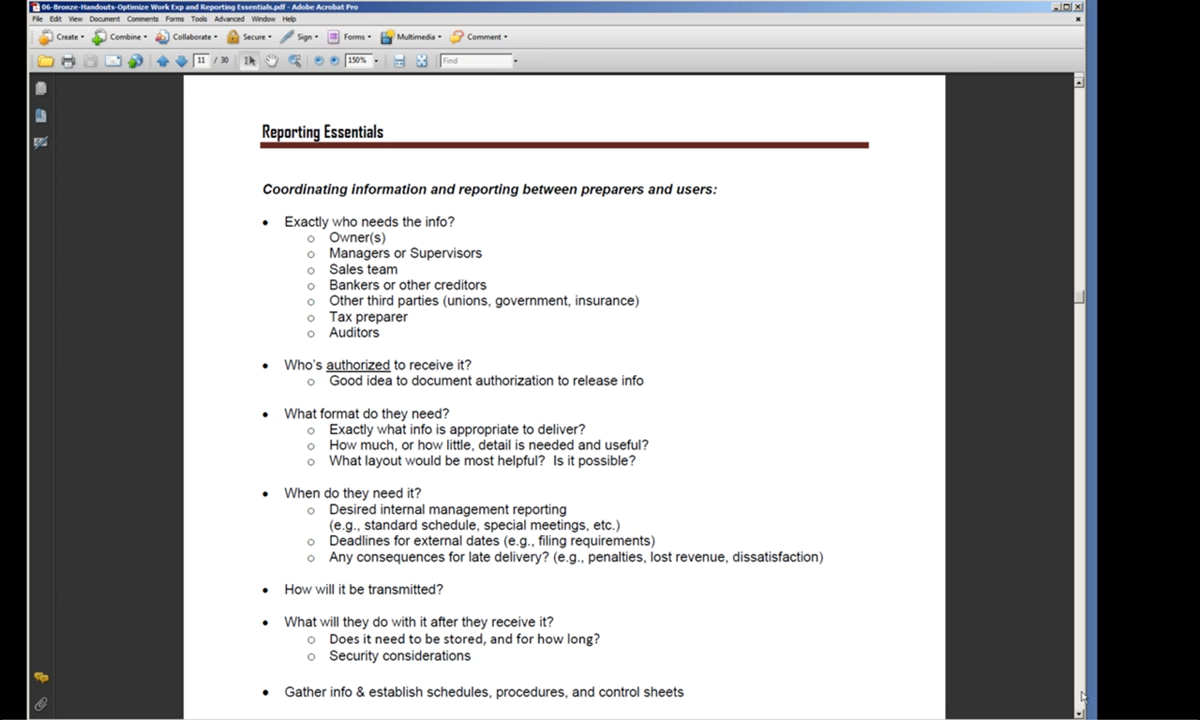 06-Bronze-Handouts-Optimize Work Exp and Reporting Essentials.pdf - Adobe Acrobat Pro
File Edit View Document Comments Forms Tools Advanced Window Help
Create Combine Collaborate Secure Sign Forms Multimedia Comment
11 / 30 150% Find
Reporting Essentials
Coordinating information and reporting between preparers and users:
• Exactly who needs the info?
o Owner(s)
o Managers or Supervisors
o Sales team
o Bankers or other creditors
o Other third parties (unions, government, insurance)
o Tax preparer
o Auditors
• Who's authorized to receive it?
o Good idea to document authorization to release info
• What format do they need?
o Exactly what info is appropriate to deliver?
o How much, or how little, detail is needed and useful?
o What layout would be most helpful? Is it possible?
• When do they need it?
o Desired internal management reporting
(e.g., standard schedule, special meetings, etc.)
o Deadlines for external dates (e.g., filing requirements)
o Any consequences for late delivery? (e.g., penalties, lost revenue, dissatisfaction)
• How will it be transmitted?
• What will they do with it after they receive it?
o Does it need to be stored, and for how long?
o Security considerations
• Gather info & establish schedules, procedures, and control sheets